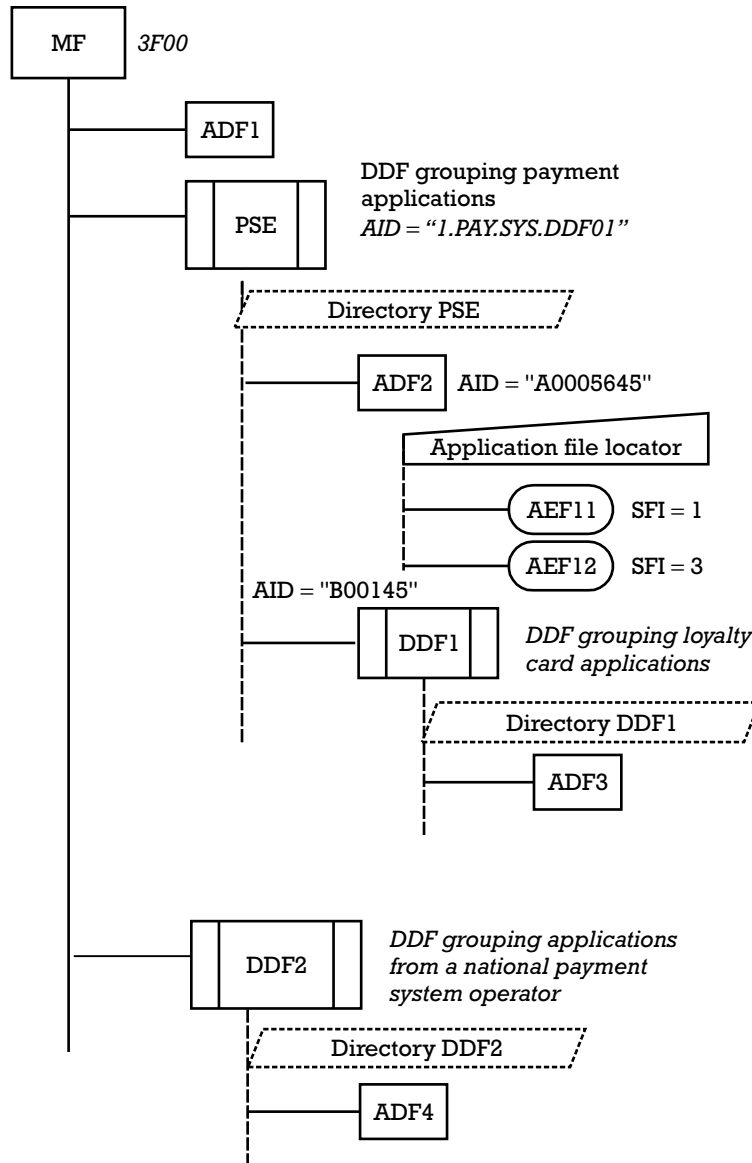 MF 3F00
ADF1
DDF grouping payment
applications
AID = “1.PAY.SYS.DDF01”
PSE
Directory PSE
ADF2 AID = "A0005645"
Application file locator
AEF11 SFI = 1
AEF12 SFI = 3
AID = "B00145"
DDF1
DDF grouping loyalty
card applications
Directory DDF1
ADF3
DDF2
DDF grouping applications
from a national payment
system operator
Directory DDF2
ADF4